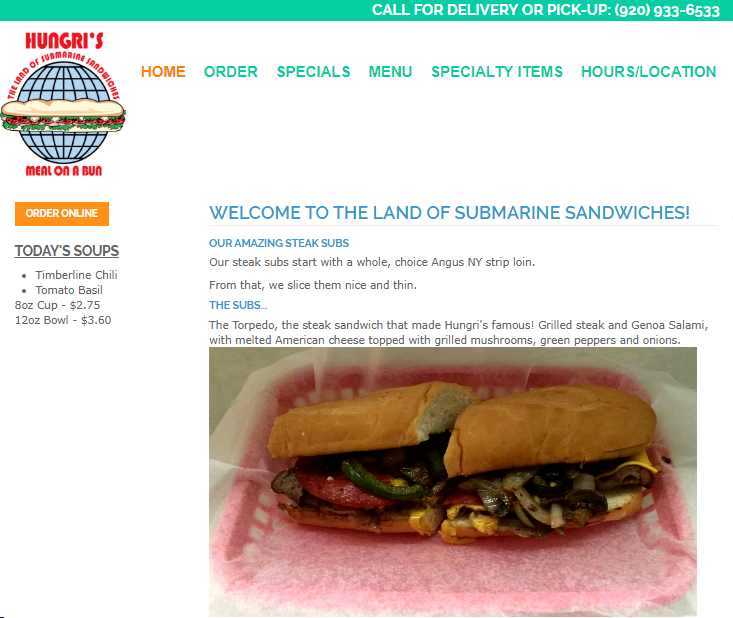 CALL FOR DELIVERY OR PICK-UP: (920) 933-6533
HUNGRI'S
THE LAND OF SUBMARINE SANDWICHES
MEAL ON A BUN
HOME ORDER SPECIALS MENU SPECIALTY ITEMS HOURS/LOCATION
ORDER ONLINE
TODAY'S SOUPS
Timberline Chili
Tomato Basil
8oz Cup - $2.75
12oz Bowl - $3.60
WELCOME TO THE LAND OF SUBMARINE SANDWICHES!
OUR AMAZING STEAK SUBS
Our steak subs start with a whole, choice Angus NY strip loin.
From that, we slice them nice and thin.
THE SUBS...
The Torpedo, the steak sandwich that made Hungri's famous! Grilled steak and Genoa Salami,
with melted American cheese topped with grilled mushrooms, green peppers and onions.